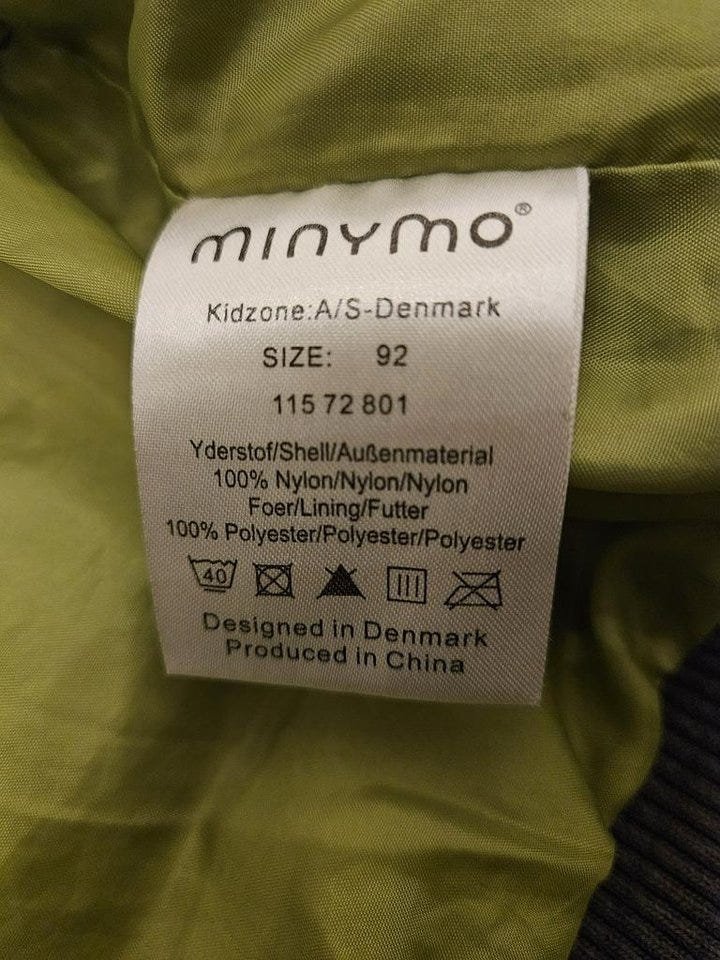 minymo®
Kidzone:A/S-Denmark
SIZE: 92
115 72 801
Yderstof/Shell/Außenmaterial
100% Nylon/Nylon/Nylon
Foer/Lining/Futter
100% Polyester/Polyester/Polyester
40
Designed in Denmark
Produced in China